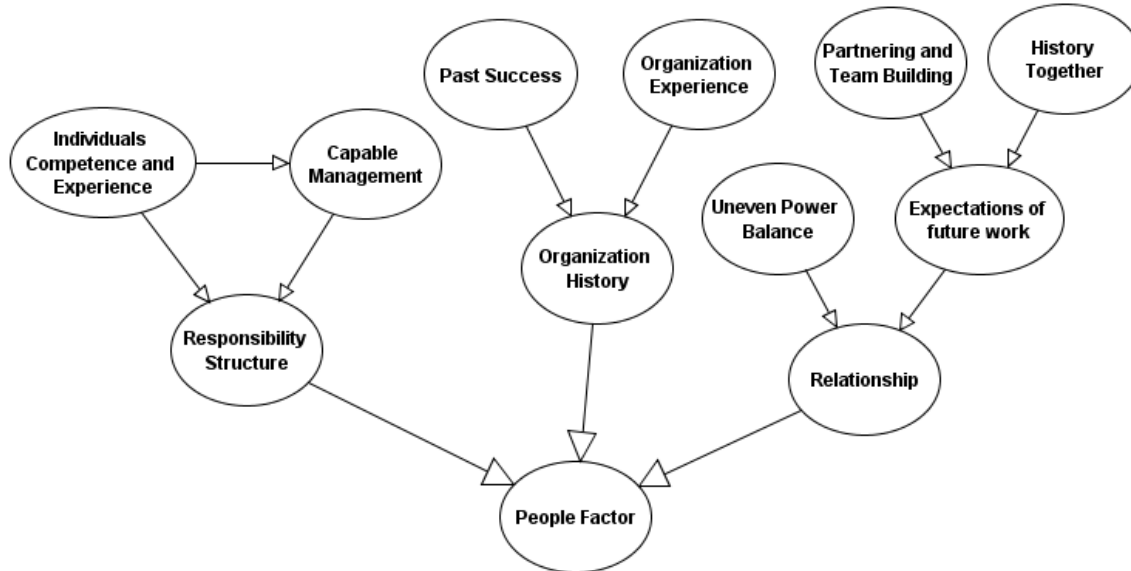 Past Success
Organization
Experience
Partnering and
Team Building
History
Together
Individuals
Competence and
Experience
Capable
Management
Uneven Power
Balance
Expectations of
future work
Organization
History
Responsibility
Structure
Relationship
People Factor